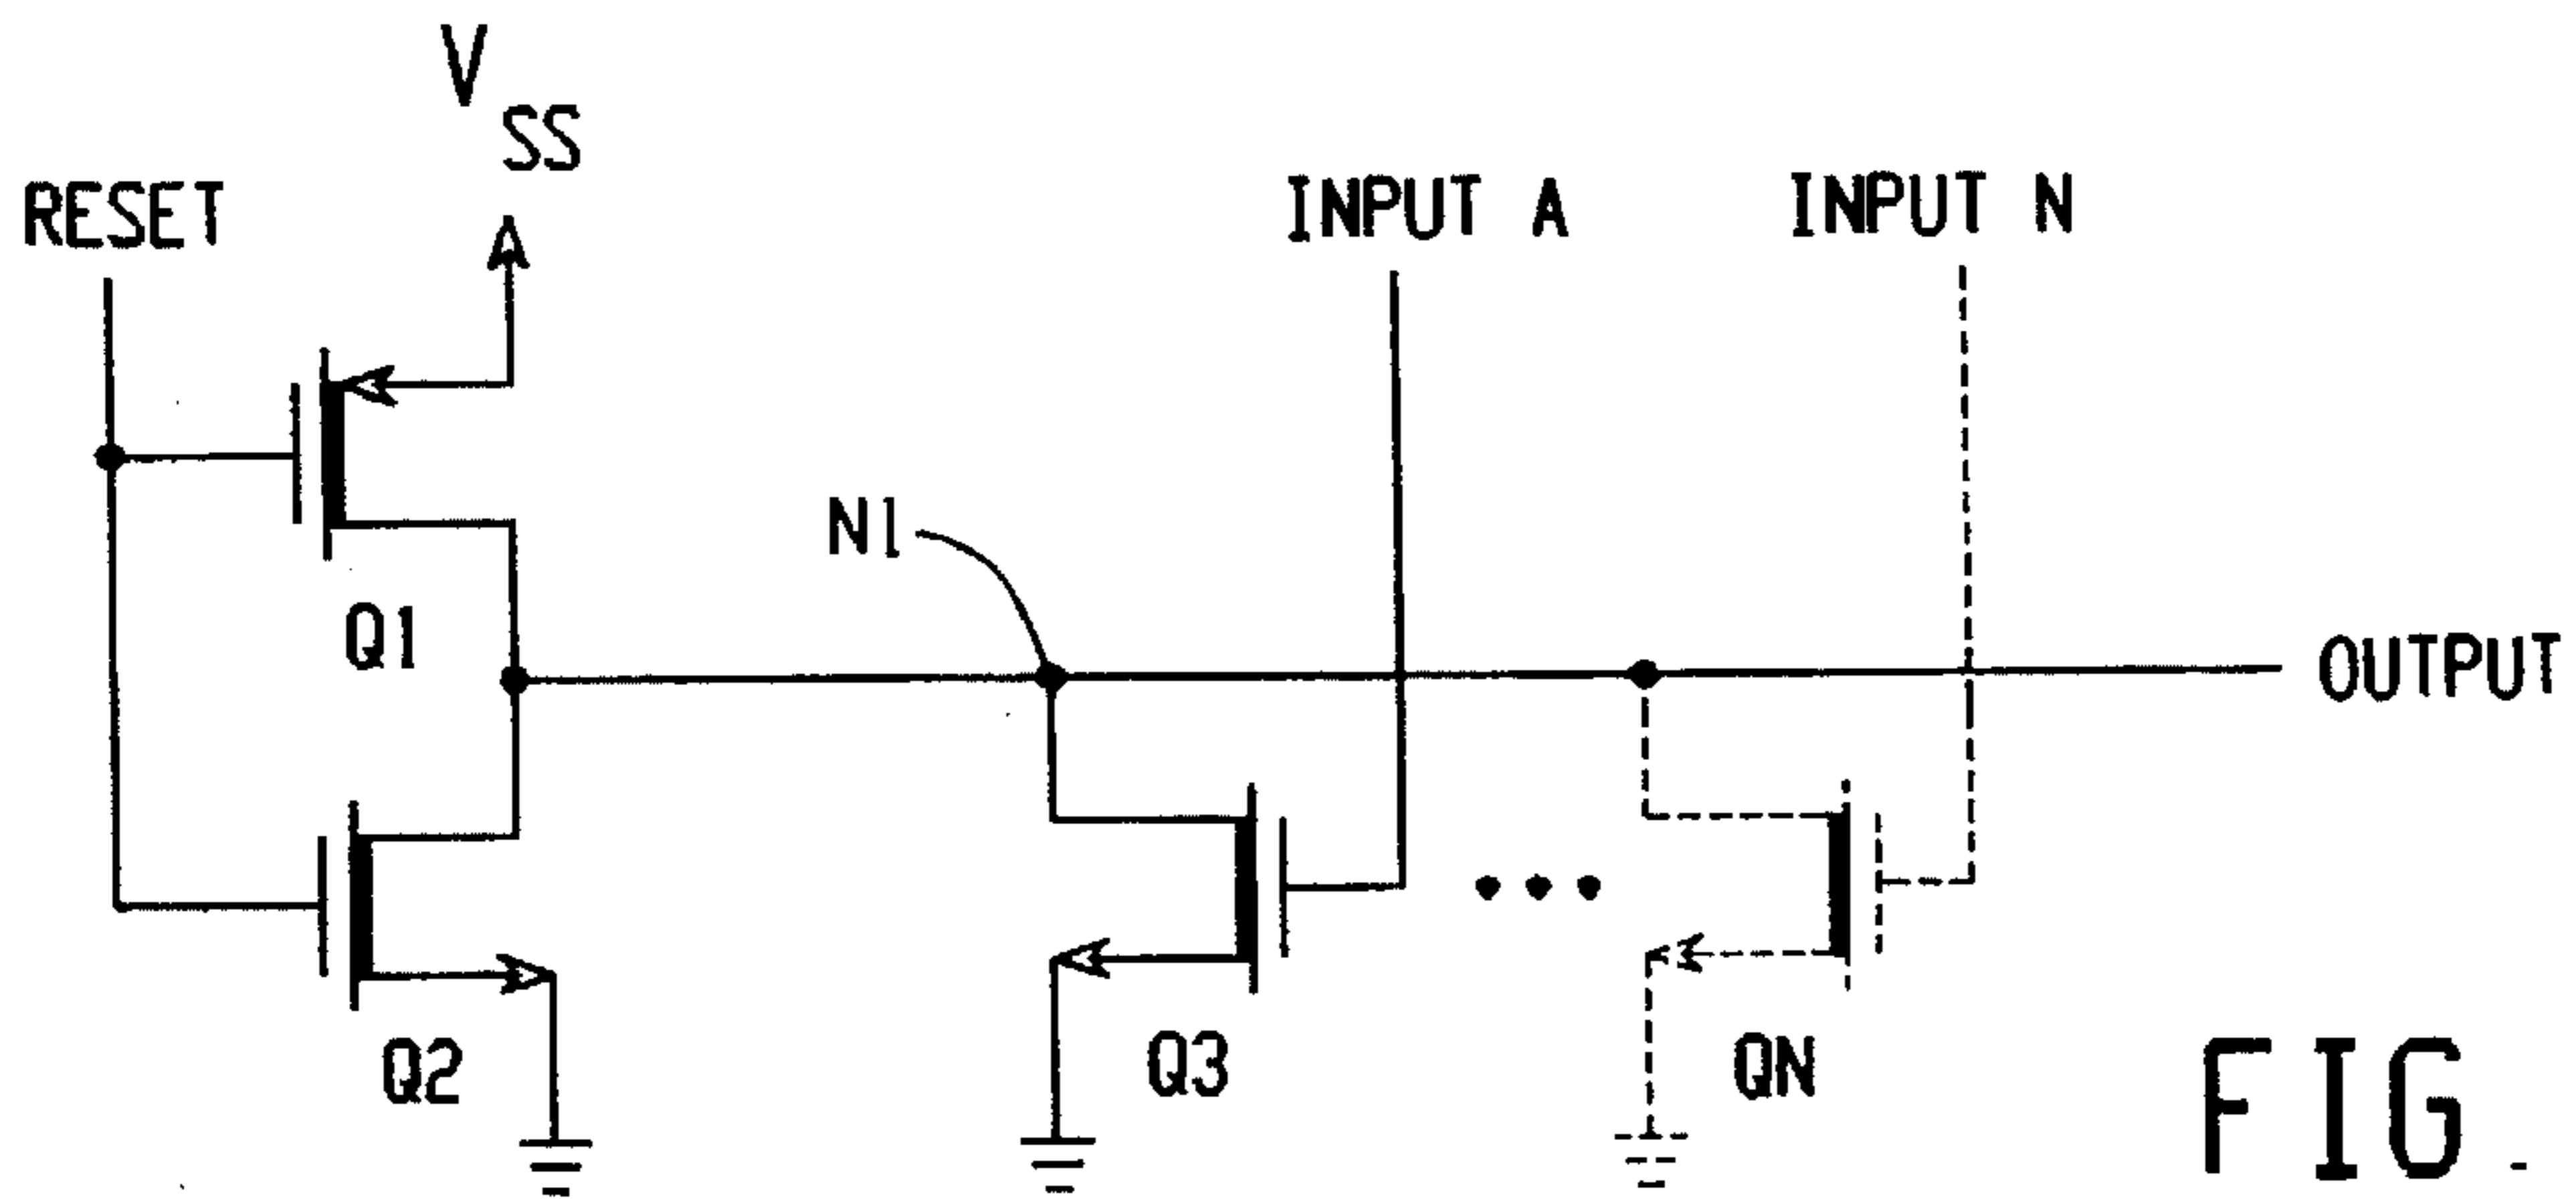 V
SS
RESET
INPUT A
INPUT N
N1
Q1
OUTPUT
Q2
Q3
QN
FIG.